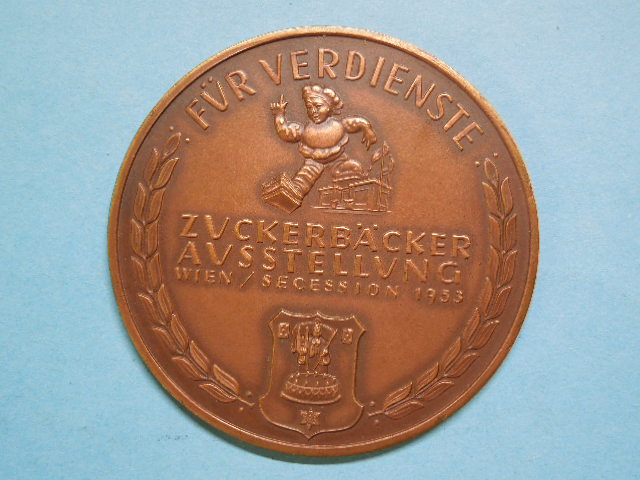 FÜR VERDIENSTE
ZVCKERBÄCKER
AVSSTELLVNG
WIEN / SECESSION 1953